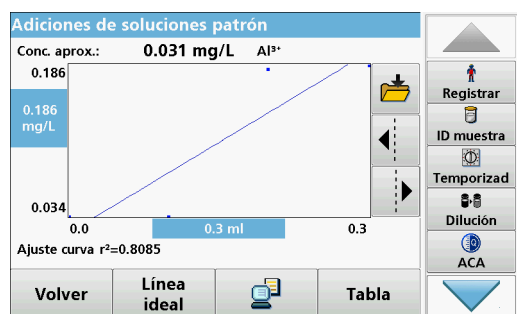 Adiciones de soluciones patrón
Conc. aprox.: 0.031 mg/L Al³⁺
0.186
0.186
mg/L
0.034
0.0 0.3 ml 0.3
Ajuste curva r²=0.8085
Volver
Línea
ideal
Tabla
Registrar
ID muestra
Temporizad
Dilución
ACA